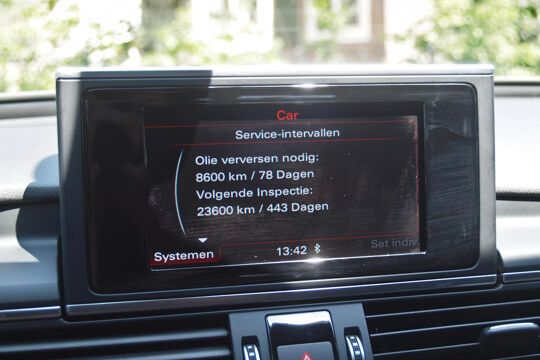 Car
Service-intervallen
Olie verversen nodig:
8600 km / 78 Dagen
Volgende Inspectie:
23600 km / 443 Dagen
Systemen
13:42
Set indiv.